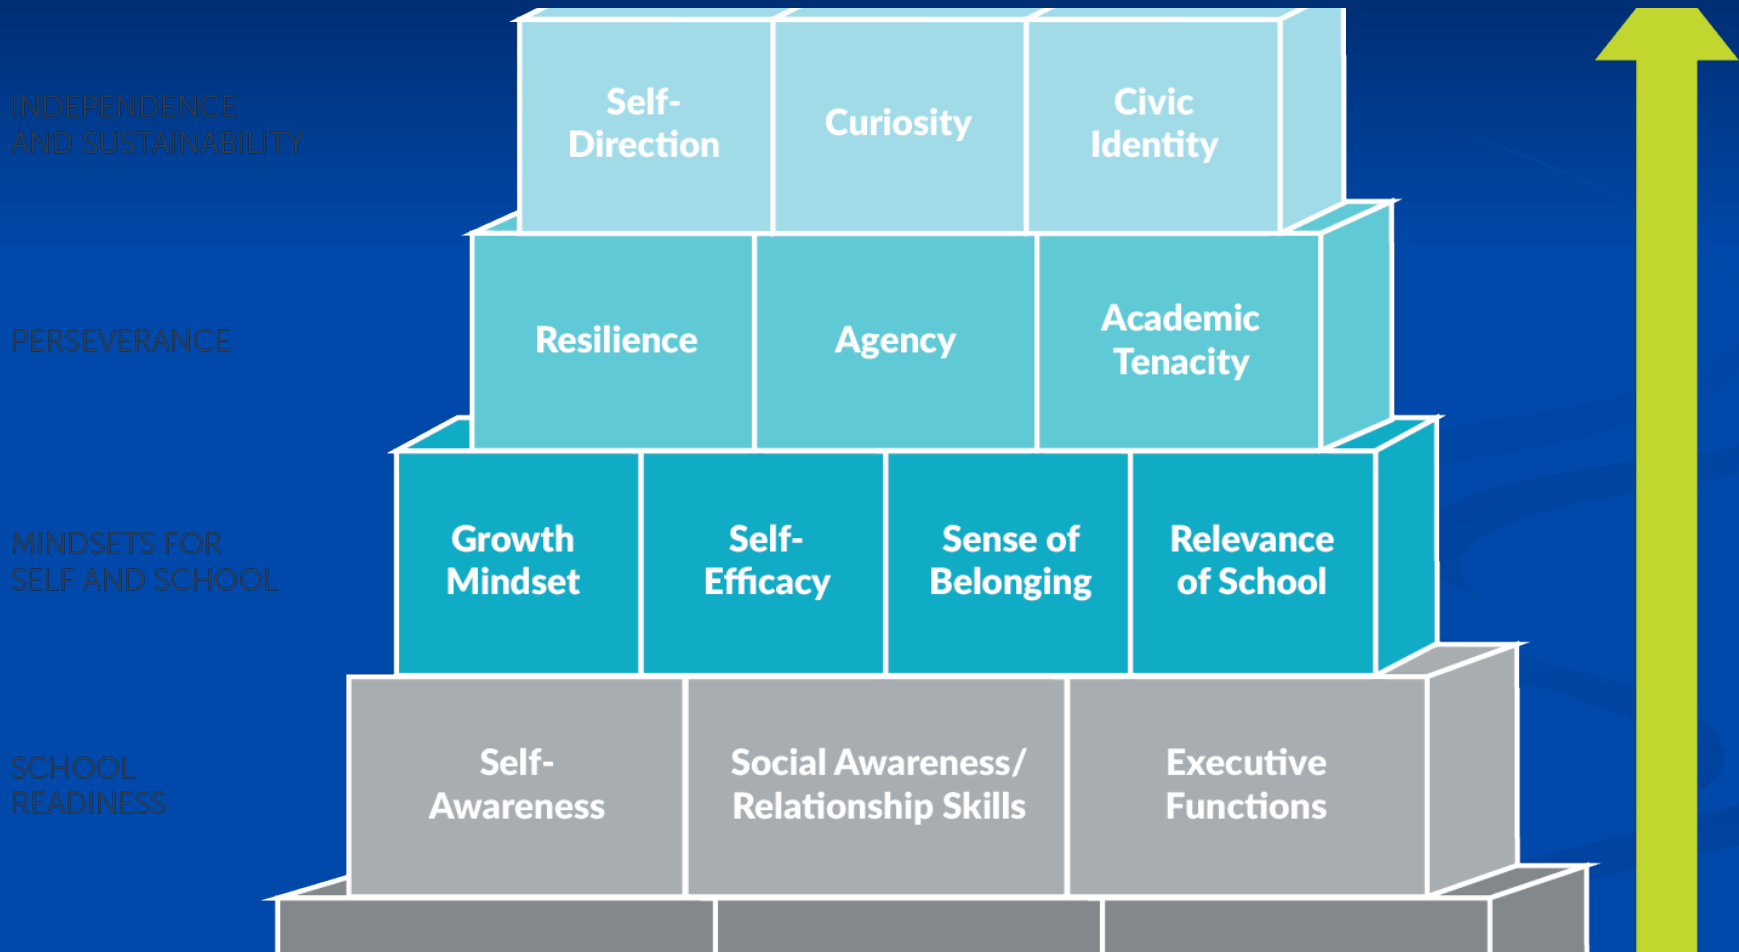 INDEPENDENCE
AND SUSTAINABILITY
Self-
Direction
Curiosity
Civic
Identity
PERSEVERANCE
Resilience
Agency
Academic
Tenacity
MINDSETS FOR
SELF AND SCHOOL
Growth
Mindset
Self-
Efficacy
Sense of
Belonging
Relevance
of School
SCHOOL
READINESS
Self-
Awareness
Social Awareness/
Relationship Skills
Executive
Functions